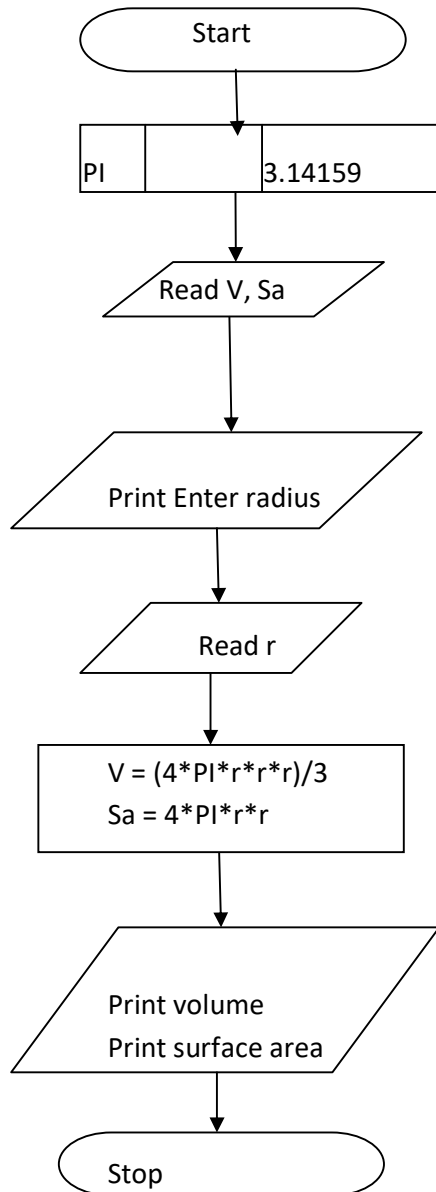 Start
PI 3.14159
Read V, Sa
Print Enter radius
Read r
V = (4*PI*r*r*r)/3
Sa = 4*PI*r*r
Print volume
Print surface area
Stop